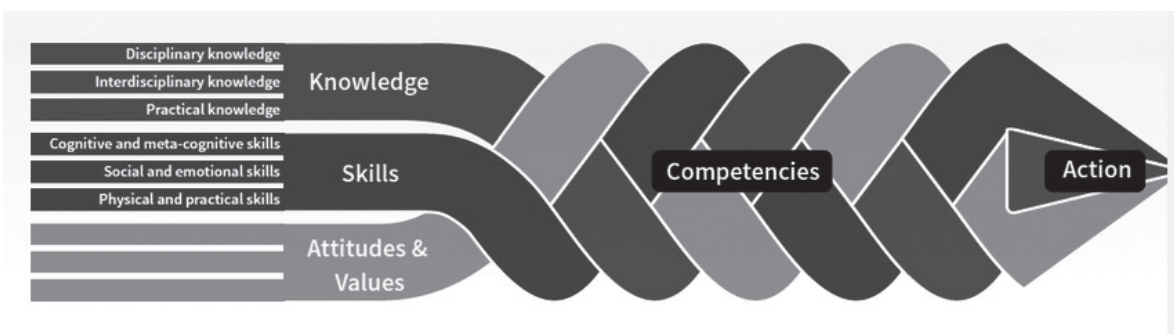 Disciplinary knowledge
Interdisciplinary knowledge
Practical knowledge
Knowledge
Cognitive and meta-cognitive skills
Social and emotional skills
Physical and practical skills
Skills
Attitudes &
Values
Competencies
Action